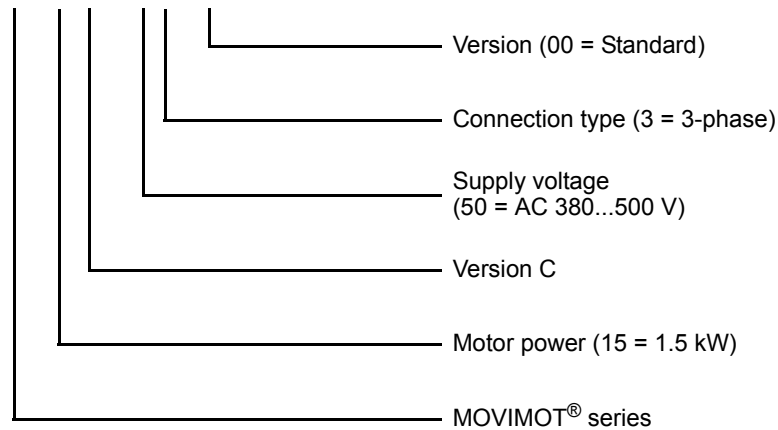 Version (00 = Standard)
Connection type (3 = 3-phase)
Supply voltage
(50 = AC 380...500 V)
Version C
Motor power (15 = 1.5 kW)
MOVIMOT® series